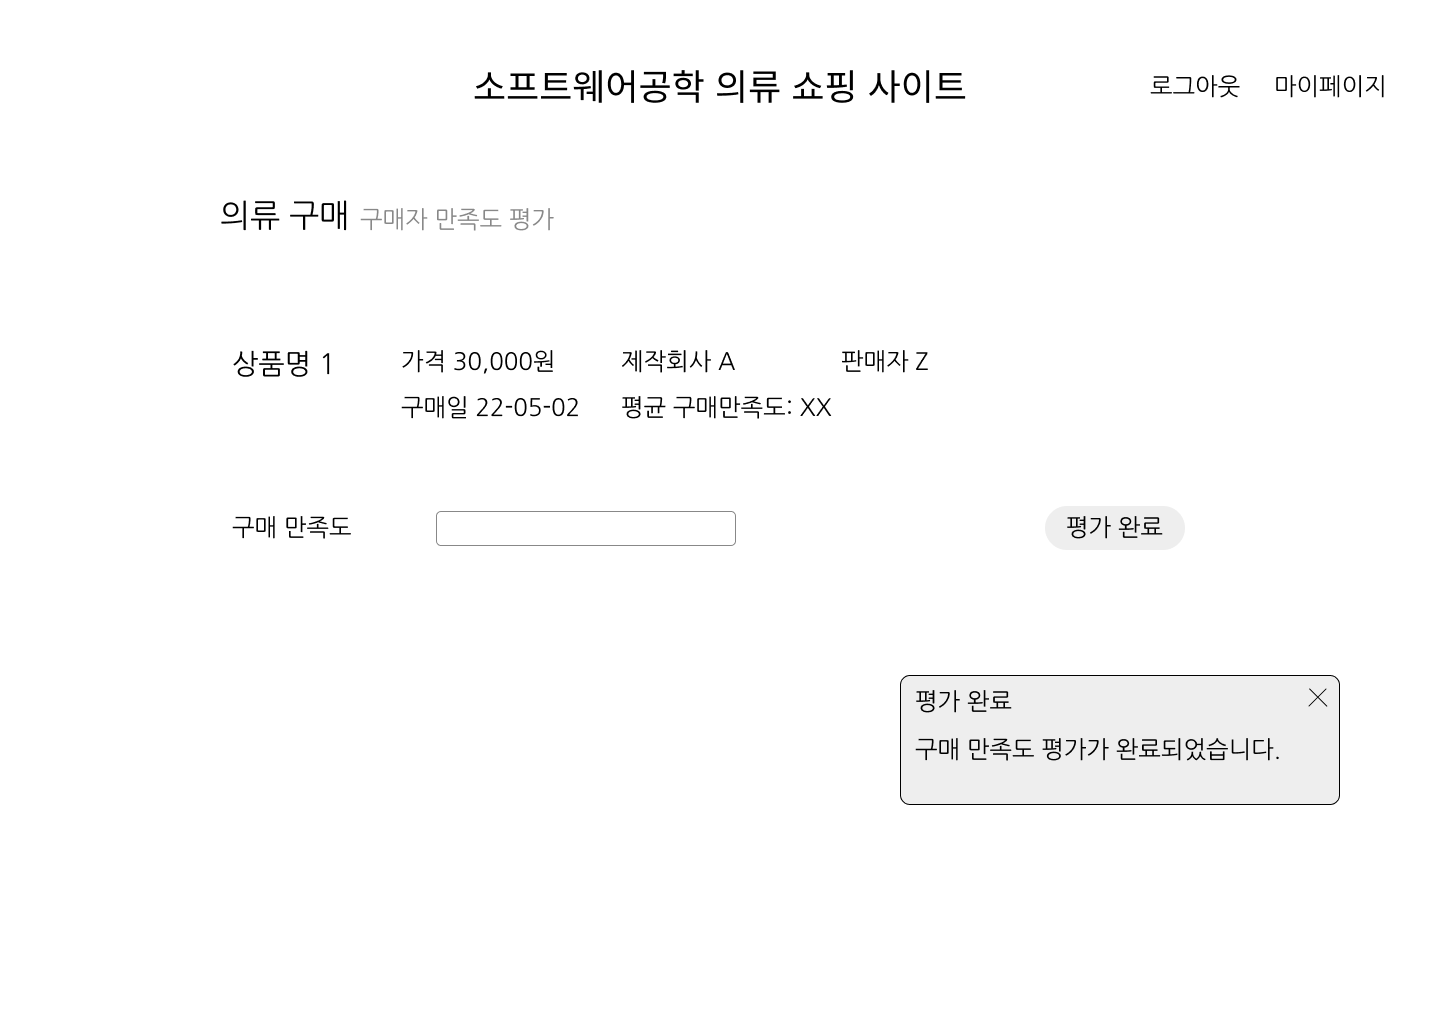 소프트웨어공학 의류 쇼핑 사이트 로그아웃 마이페이지
의류 구매 구매자 만족도 평가
상품명 1 가격 30,000원 제작회사 A 판매자 Z
구매일 22-05-02 평균 구매만족도: XX
구매 만족도 평가 완료
평가 완료
구매 만족도 평가가 완료되었습니다.